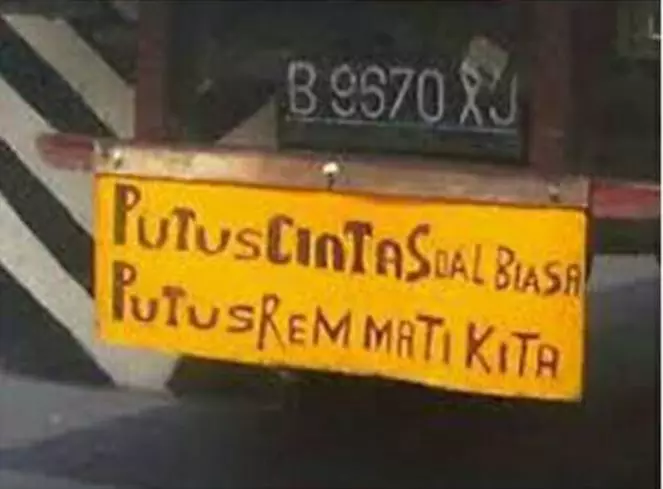 B 9670 XJ
PUTUS CINTA SOAL BIASA
PUTUS REM MATI KITA